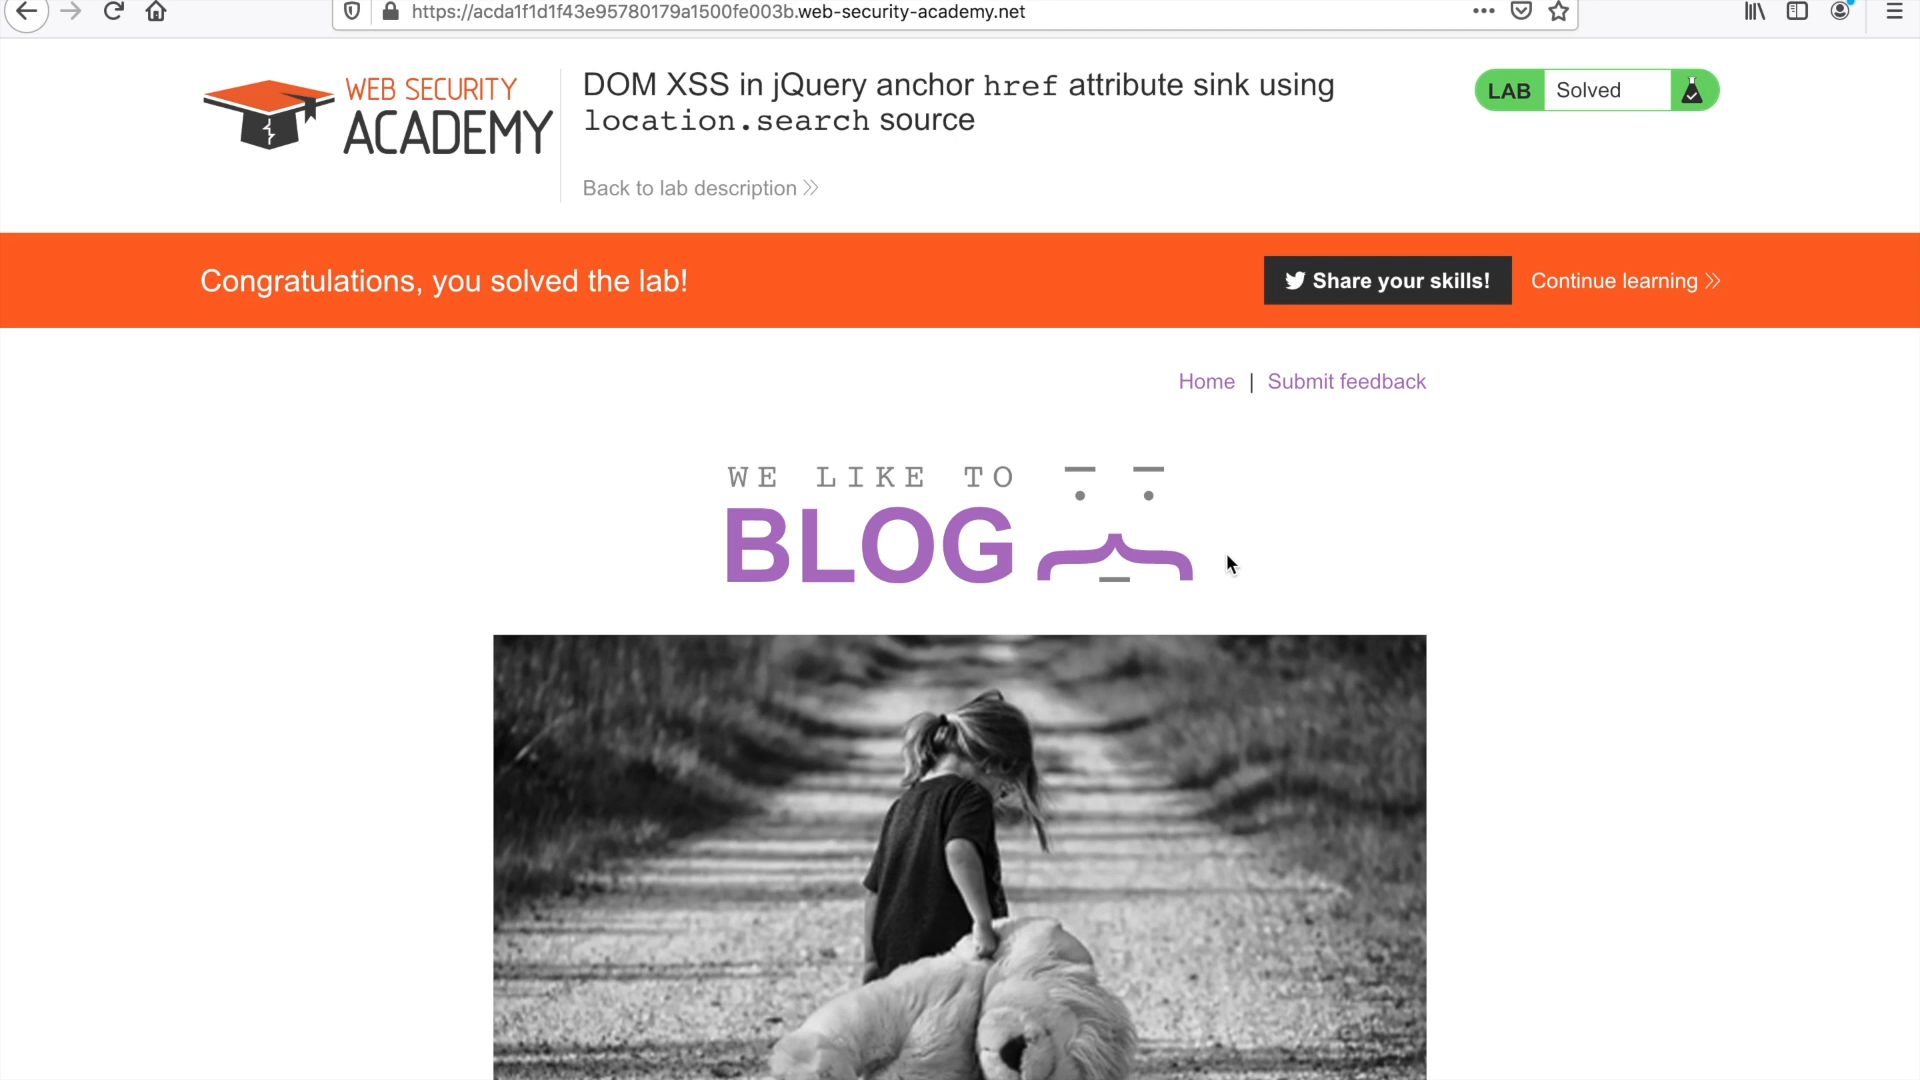 https://acda1f1d1f43e95780179a1500fe003b.web-security-academy.net
WEB SECURITY
ACADEMY
DOM XSS in jQuery anchor href attribute sink using
location.search source
LAB Solved
Back to lab description
Congratulations, you solved the lab!
Share your skills!
Continue learning
Home | Submit feedback
WE LIKE TO
BLOG